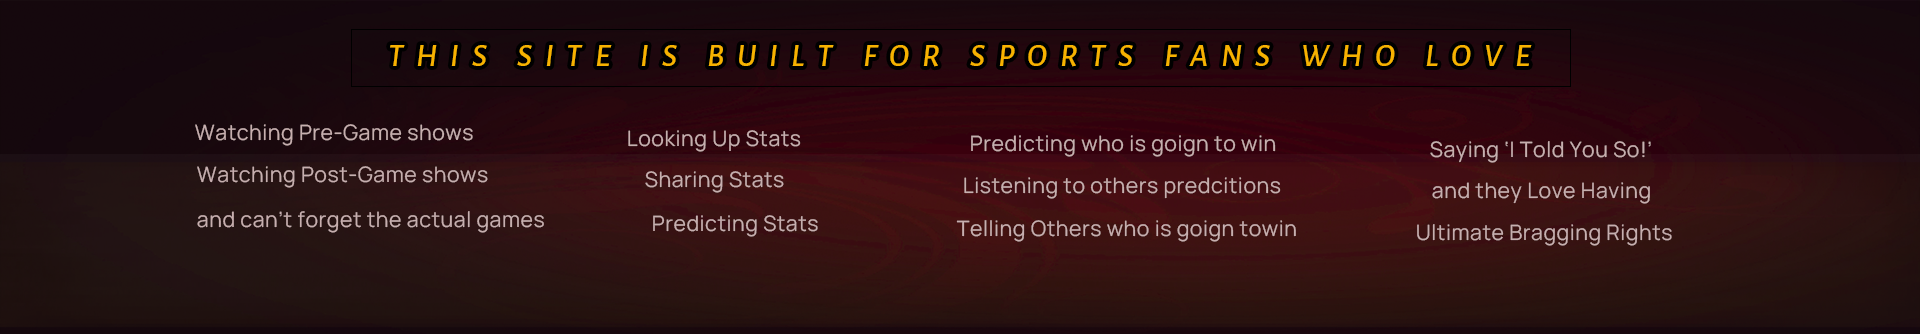 THIS SITE IS BUILT FOR SPORTS FANS WHO LOVE
Watching Pre-Game shows
Watching Post-Game shows
and can't forget the actual games
Looking Up Stats
Sharing Stats
Predicting Stats
Predicting who is goign to win
Listening to others predcitions
Telling Others who is goign towin
Saying 'I Told You So!'
and they Love Having
Ultimate Bragging Rights